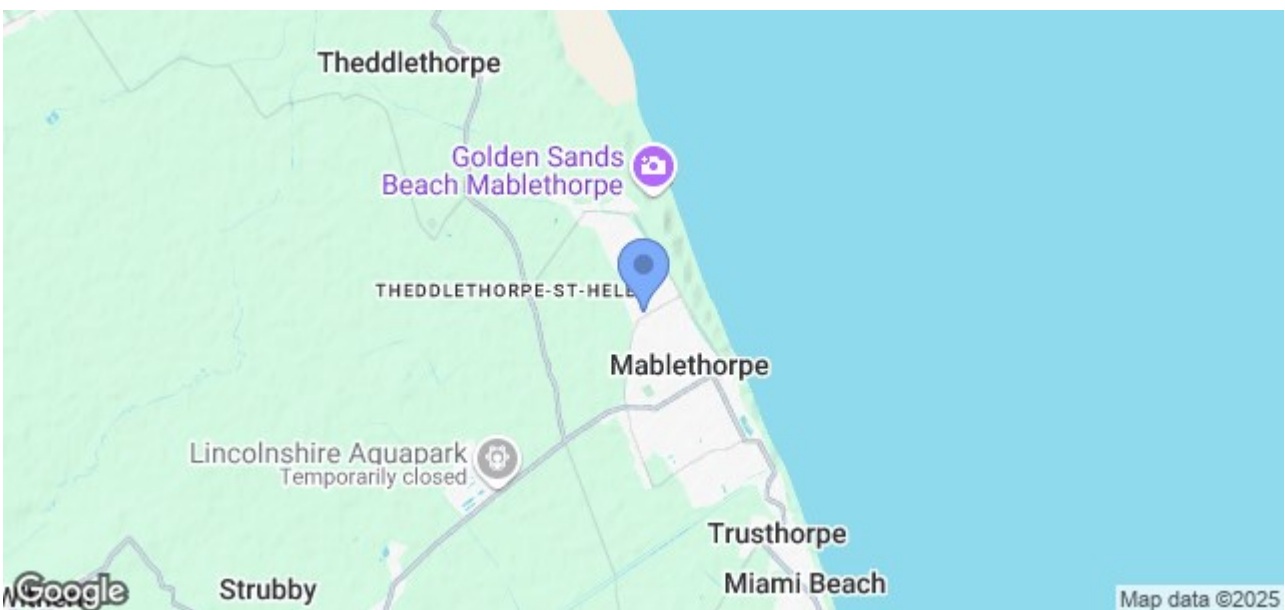 Theddlethorpe
Golden Sands
Beach Mablethorpe
THEDDLETHORPE-ST-HELE
Mablethorpe
Lincolnshire Aquapark
Temporarily closed
Trusthorpe
Miami Beach
Strubby
Google
Map data ©2025